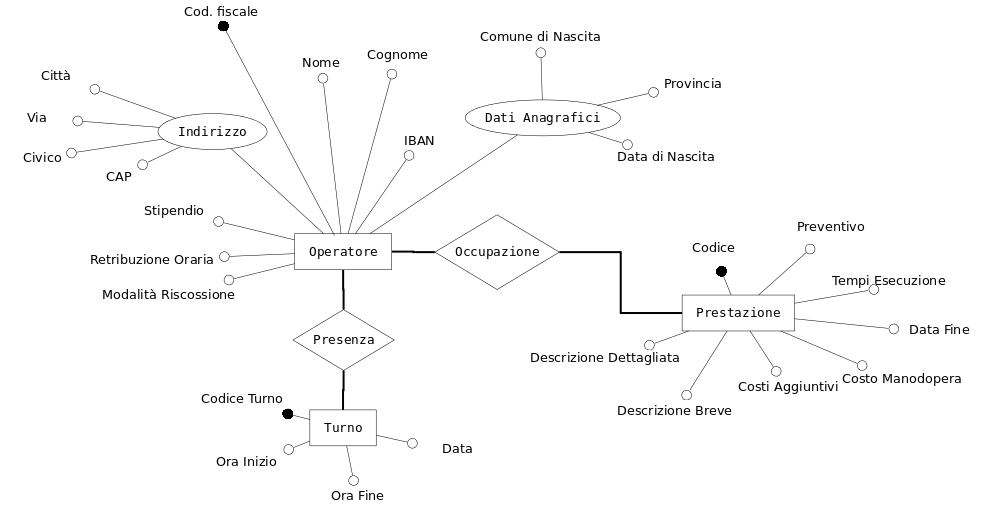 Cod. fiscale
Comune di Nascita
Nome
Cognome
Città
Provincia
Via
Indirizzo
Dati Anagrafici
IBAN
Civico
Data di Nascita
CAP
Stipendio
Preventivo
Retribuzione Oraria
Operatore
Occupazione
Codice
Modalità Riscossione
Tempi Esecuzione
Prestazione
Data Fine
Presenza
Descrizione Dettagliata
Costi Aggiuntivi
Costo Manodopera
Descrizione Breve
Codice Turno
Turno
Data
Ora Inizio
Ora Fine